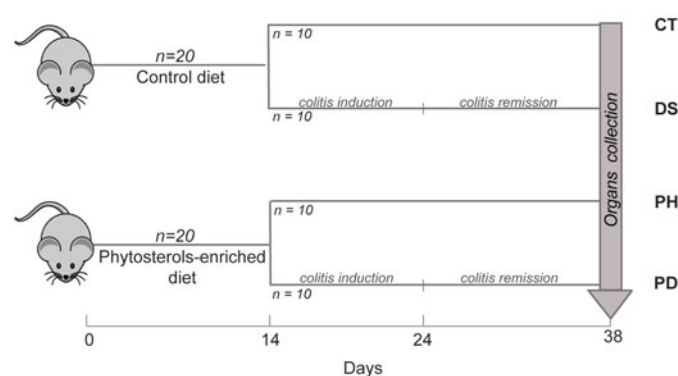 n=20
Control diet
n = 10
CT
colitis induction
colitis remission
n = 10
DS
n=20
Phytosterols-enriched
diet
n = 10
PH
colitis induction
colitis remission
n = 10
PD
Organs collection
0
14
24
38
Days